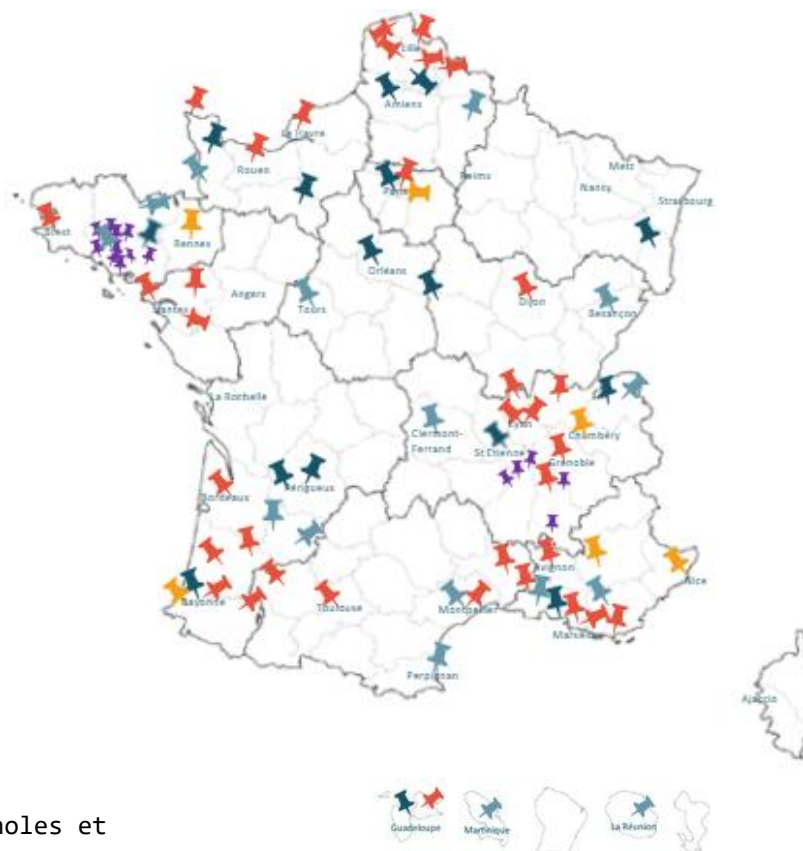 Lille
Amiens
Le Havre
Rouen
Reims
Metz
Nancy
Strasbourg
Paris
Brest
Rennes
Orléans
Angers
Nantes
Tours
Dijon
Besançon
La Rochelle
Clermont-
Ferrand
Lyon
Chambéry
St Etienne
Grenoble
Périgueux
Bordeaux
Avignon
Nice
Bayonne
Toulouse
Montpellier
Marseille
Perpignan
Ajaccio
noles et
Guadeloupe
Martinique
La Réunion